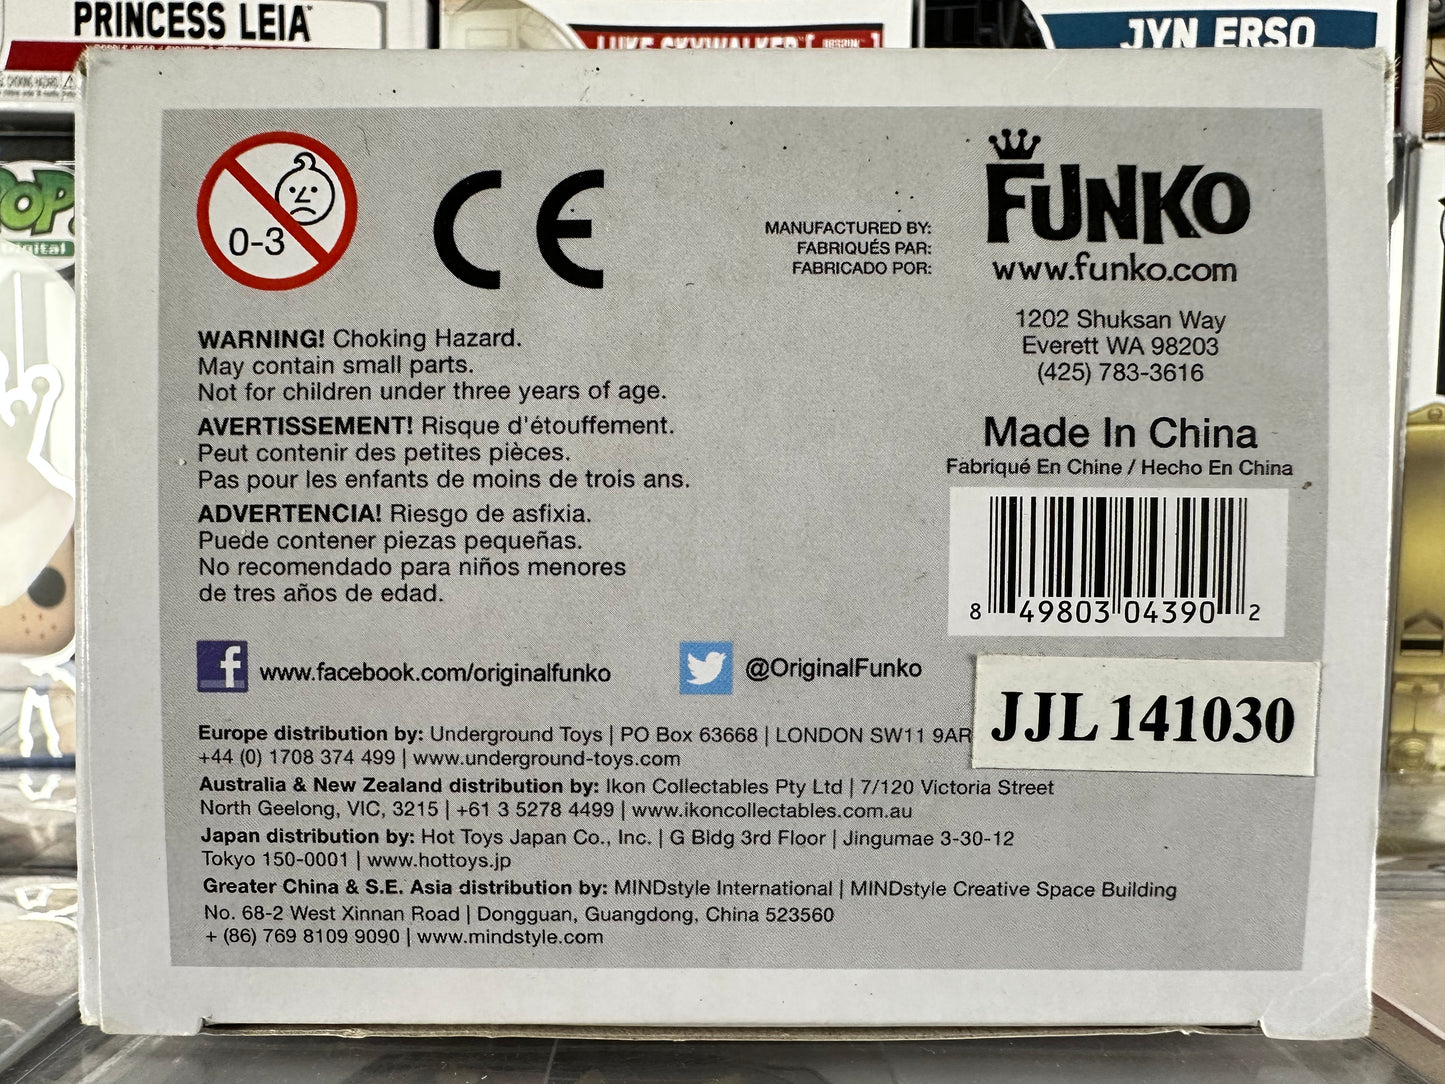 PRINCESS LEIA™
LUKE SKYWALKER™
JYN ERSO
POP!
Digital
0-3
CE
MANUFACTURED BY:
FABRIQUÉS PAR:
FABRICADO POR:
FUNKO
www.funko.com
1202 Shuksan Way
Everett WA 98203
(425) 783-3616
Made In China
Fabriqué En Chine / Hecho En China
8 49803 04390 2
JJL 141030
WARNING! Choking Hazard.
May contain small parts.
Not for children under three years of age.
AVERTISSEMENT! Risque d'étouffement.
Peut contenir des petites pièces.
Pas pour les enfants de moins de trois ans.
ADVERTENCIA! Riesgo de asfixia.
Puede contener piezas pequeñas.
No recomendado para niños menores
de tres años de edad.
f www.facebook.com/originalfunko
@OriginalFunko
Europe distribution by: Underground Toys | PO Box 63668 | LONDON SW11 9AR
+44 (0) 1708 374 499 | www.underground-toys.com
Australia & New Zealand distribution by: Ikon Collectables Pty Ltd | 7/120 Victoria Street
North Geelong, VIC, 3215 | +61 3 5278 4499 | www.ikoncollectables.com.au
Japan distribution by: Hot Toys Japan Co., Inc. | G Bldg 3rd Floor | Jingumae 3-30-12
Tokyo 150-0001 | www.hottoys.jp
Greater China & S.E. Asia distribution by: MINDstyle International | MINDstyle Creative Space Building
No. 68-2 West Xinnan Road | Dongguan, Guangdong, China 523560
+ (86) 769 8109 9090 | www.mindstyle.com